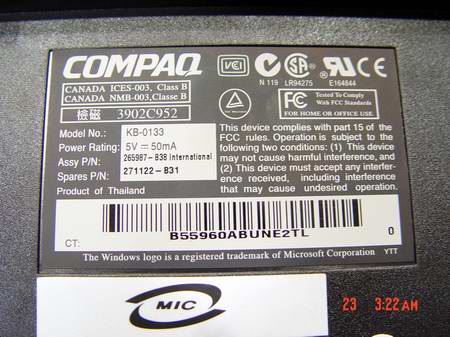 COMPAQ
CANADA ICES-003, Class B
CANADA NMB-003, Classe B
檢磁 3902C952
VCI
N 119
LR94275
E164844
FC Tested To Comply
With FCC Standards
FOR HOME OR OFFICE USE
Model No.: KB-0133
Power Rating: 5V 50mA
Assy P/N: 265987-B38 International
Spares P/N: 271122-B31
Product of Thailand
This device complies with part 15 of the
FCC rules. Operation is subject to the
following two conditions: (1) This device
may not cause harmful interference, and
(2) This device must accept any interfer-
ence received, including interference
that may cause undesired operation.
B55960ABUNE2TL
CT: 0
The Windows logo is a registered trademark of Microsoft Corporation YTT
MIC
23 3:22 AM